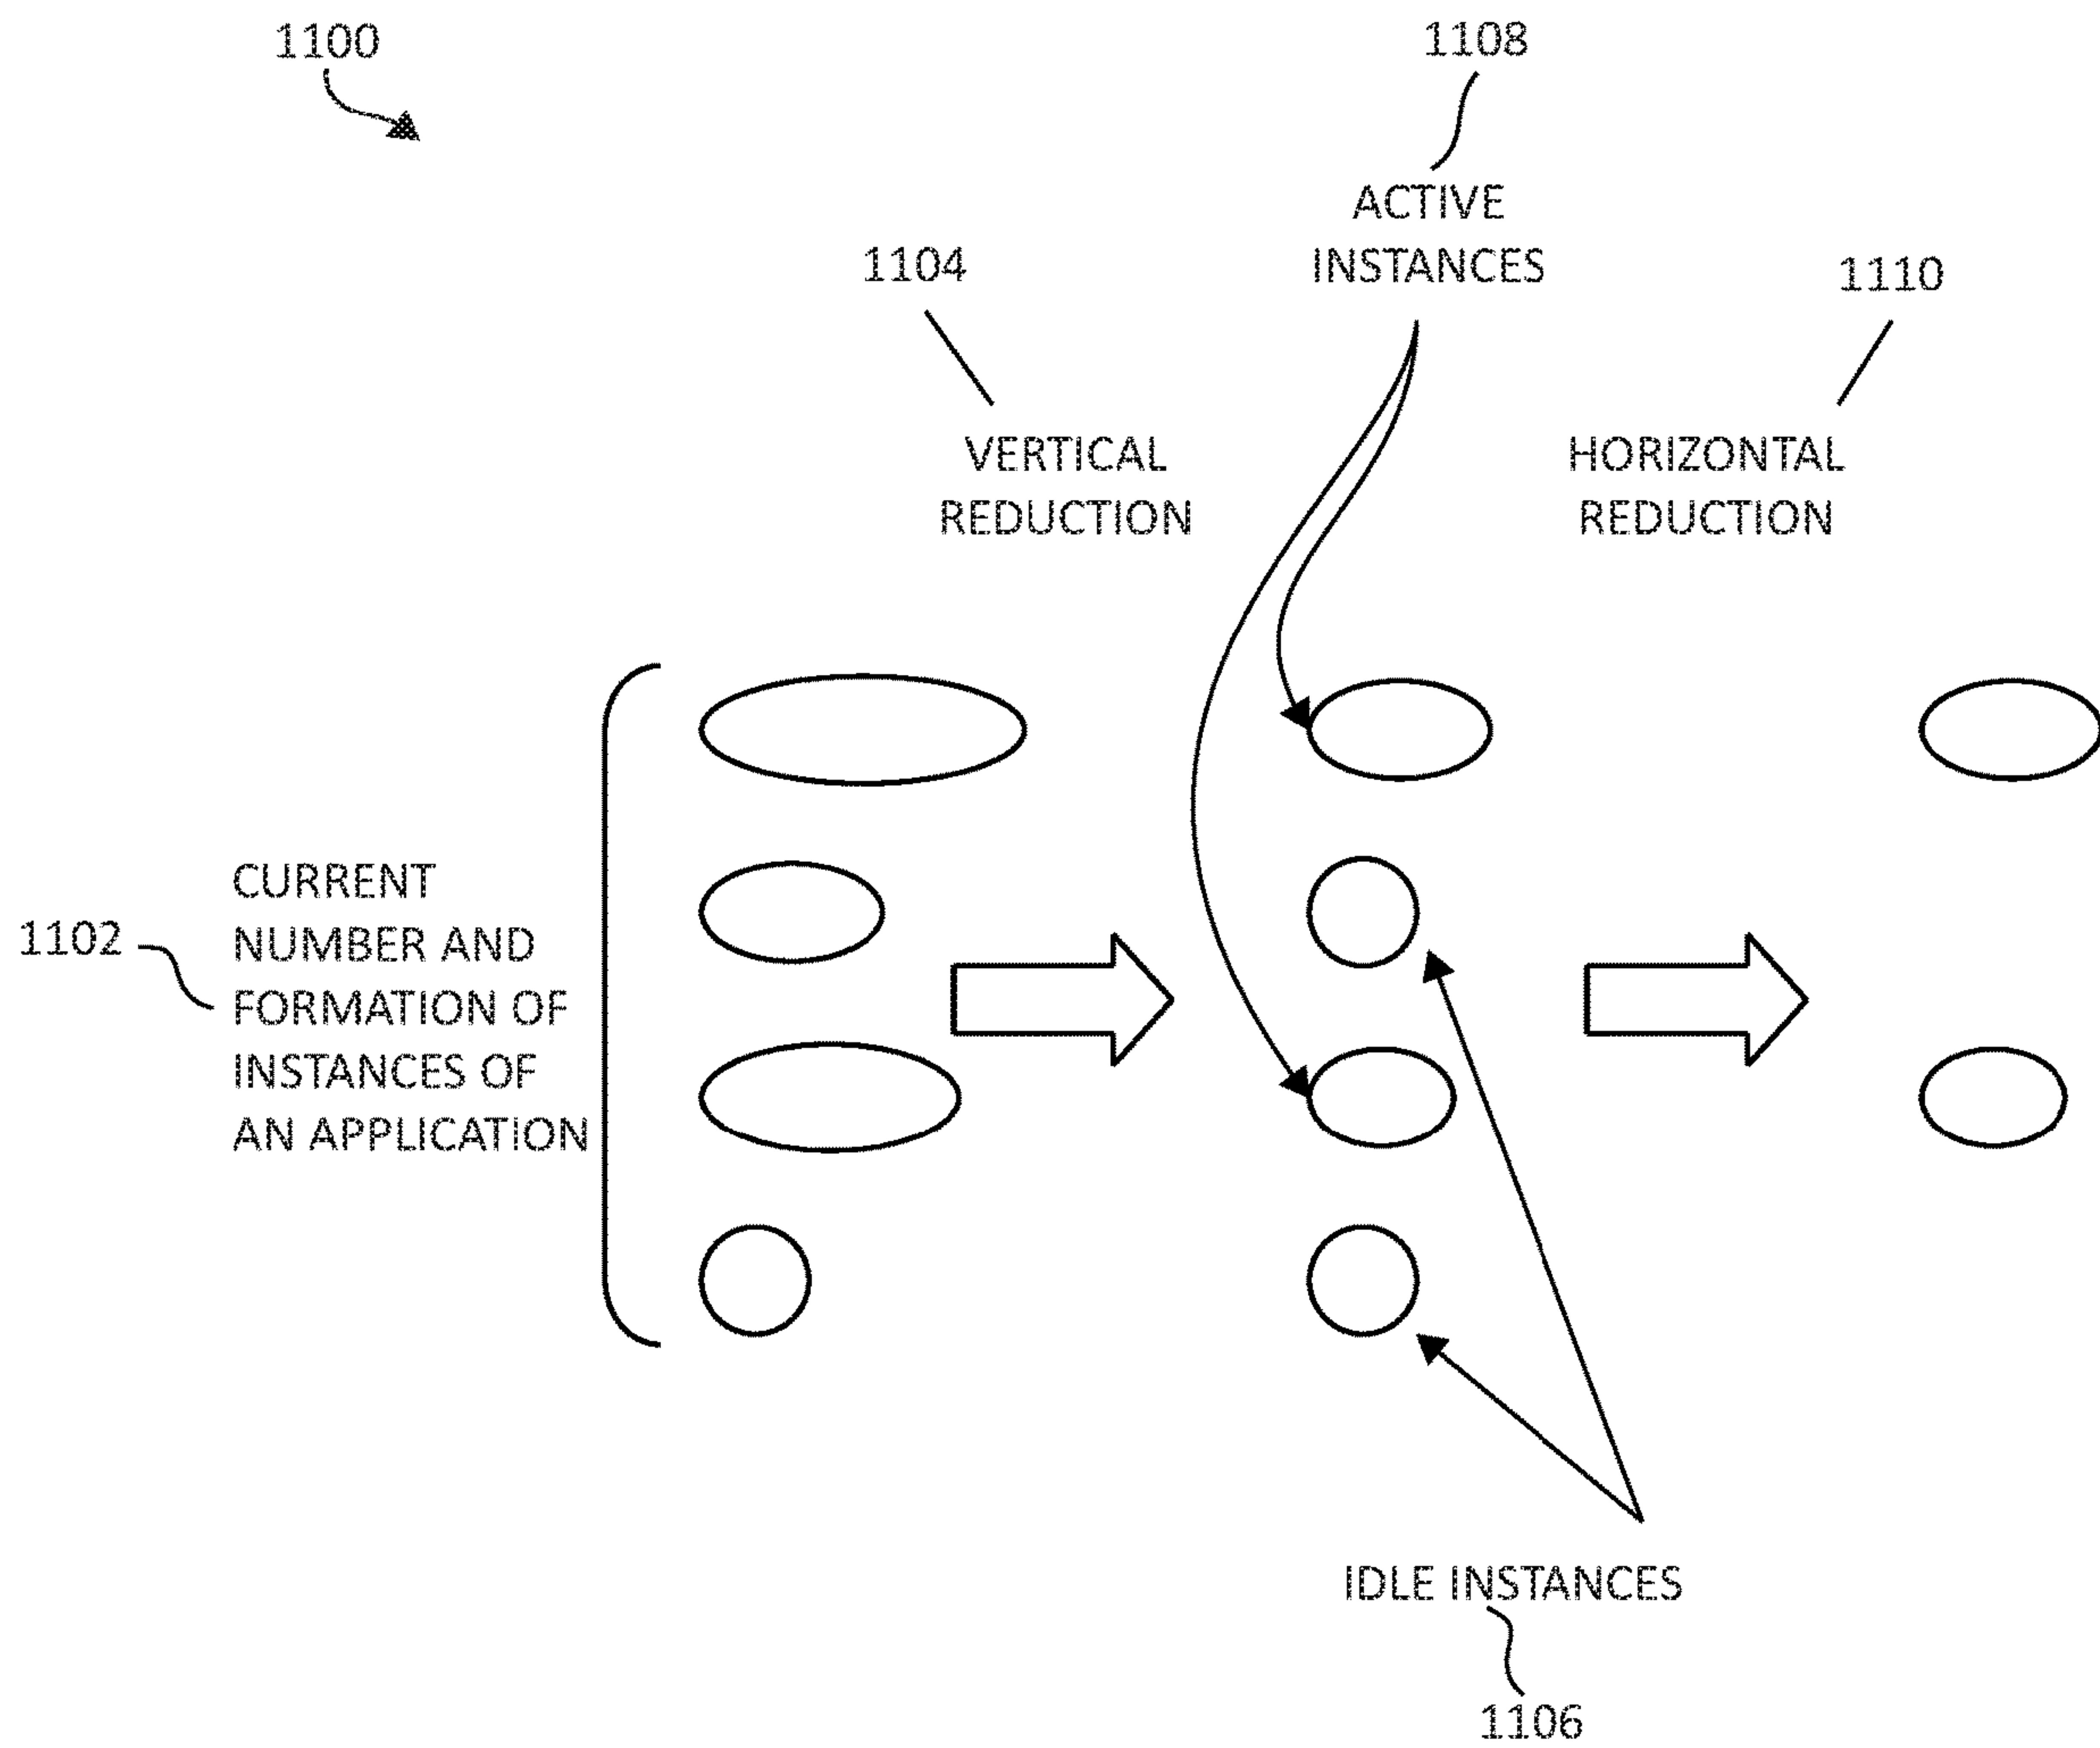 1100
1108
ACTIVE
INSTANCES
1104
1110
VERTICAL
REDUCTION
HORIZONTAL
REDUCTION
1102
CURRENT
NUMBER AND
FORMATION OF
INSTANCES OF
AN APPLICATION
IDLE INSTANCES
1106